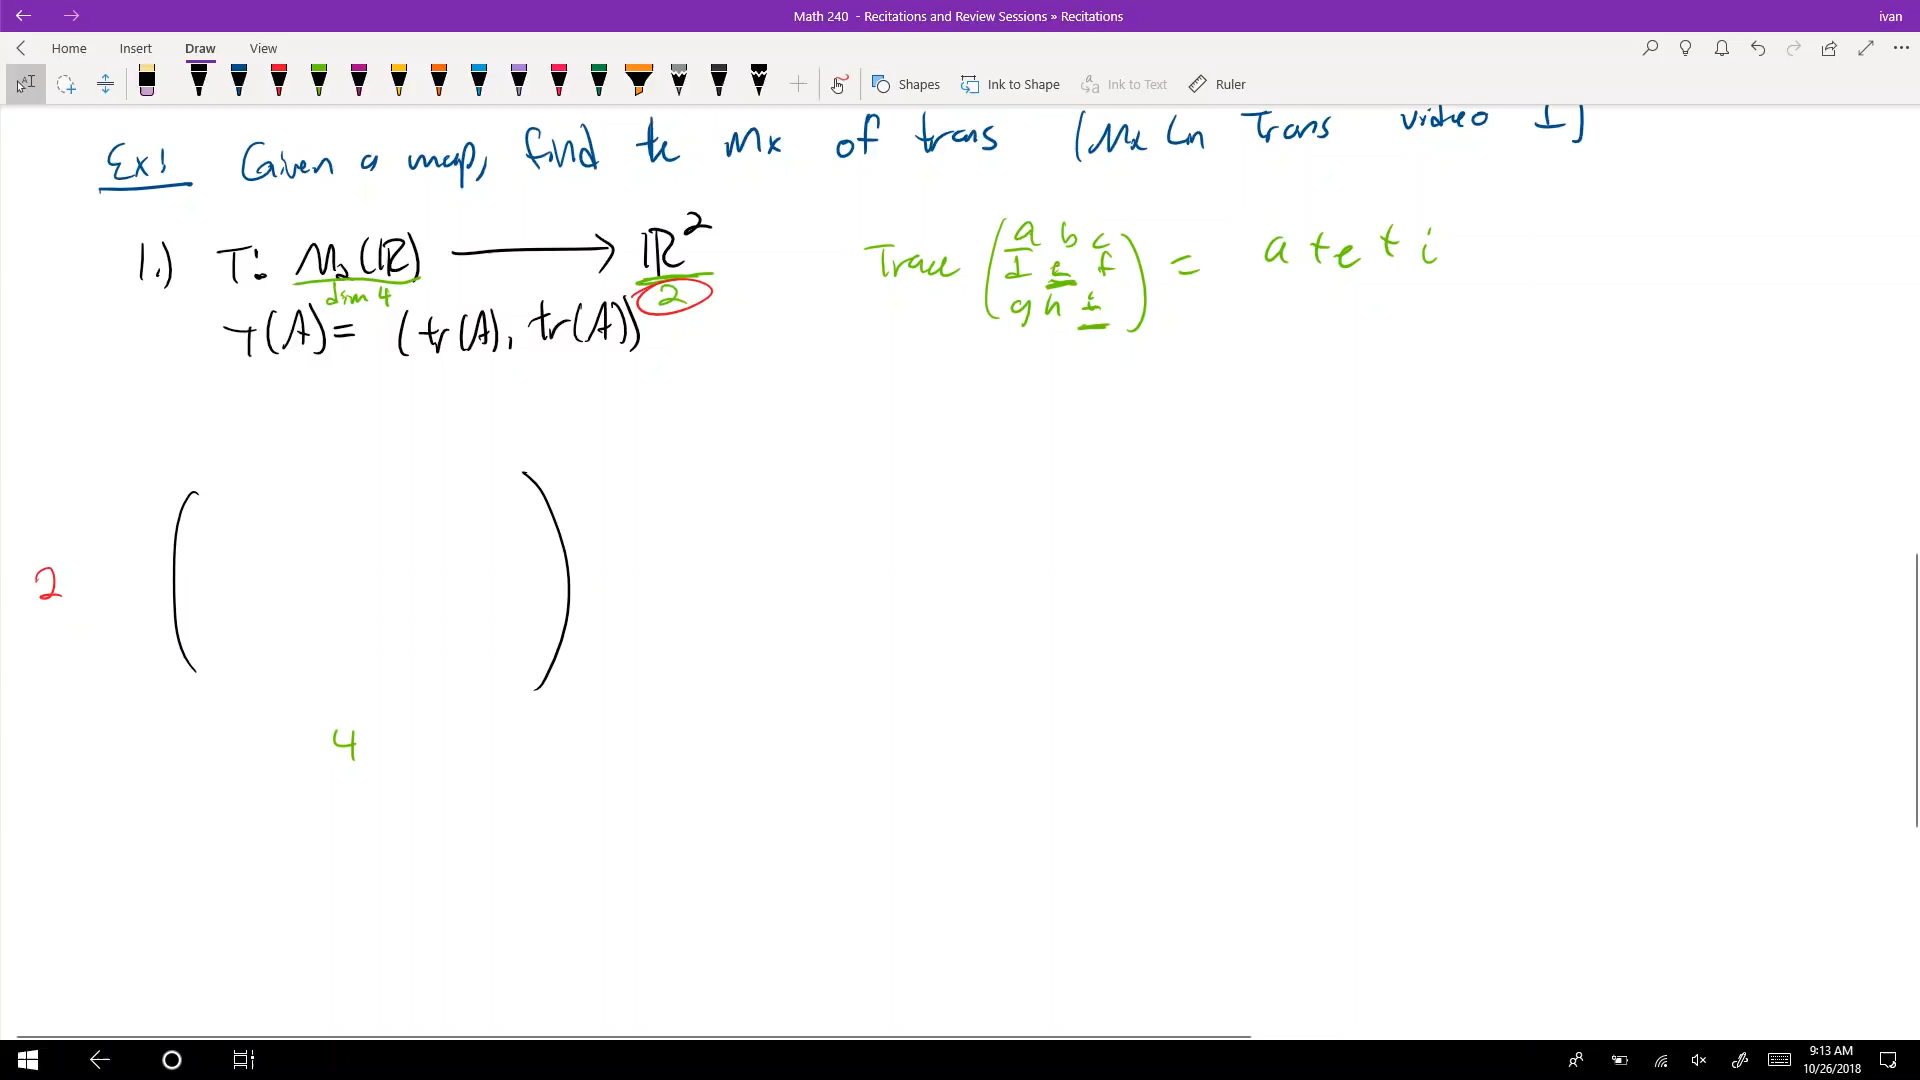 Math 240 - Recitations and Review Sessions » Recitations
ivan
Home Insert Draw View
Shapes Ink to Shape Ink to Text Ruler
Ex! Given a map, find te Mx of trans (Mx Ln Trans video I)
1.) T: M₂(ℝ) ⟶ ℝ²
dim 4
2
T(A) = (tr(A), tr(A))
Trace ( a b c
d e f
g h i ) = a + e + i
2
4
9:13 AM
10/26/2018